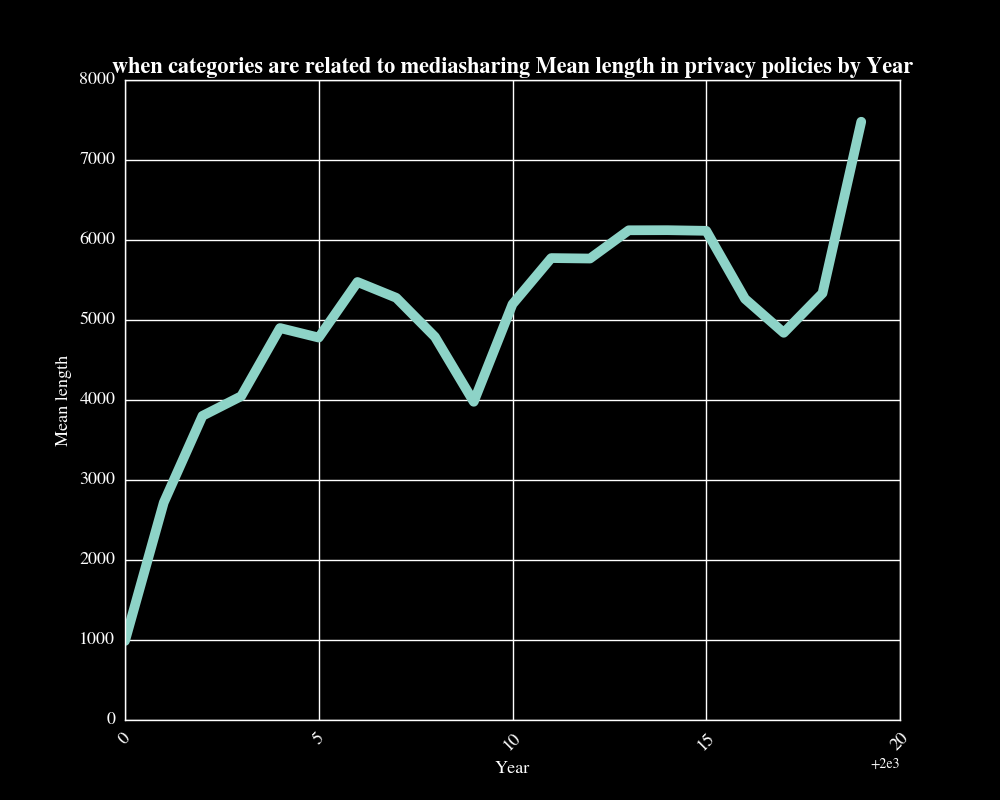 when categories are related to mediasharing Mean length in privacy policies by Year
8000
7000
6000
5000
4000
3000
2000
1000
0
Mean length
0 5 10 15 20
Year
+2e3